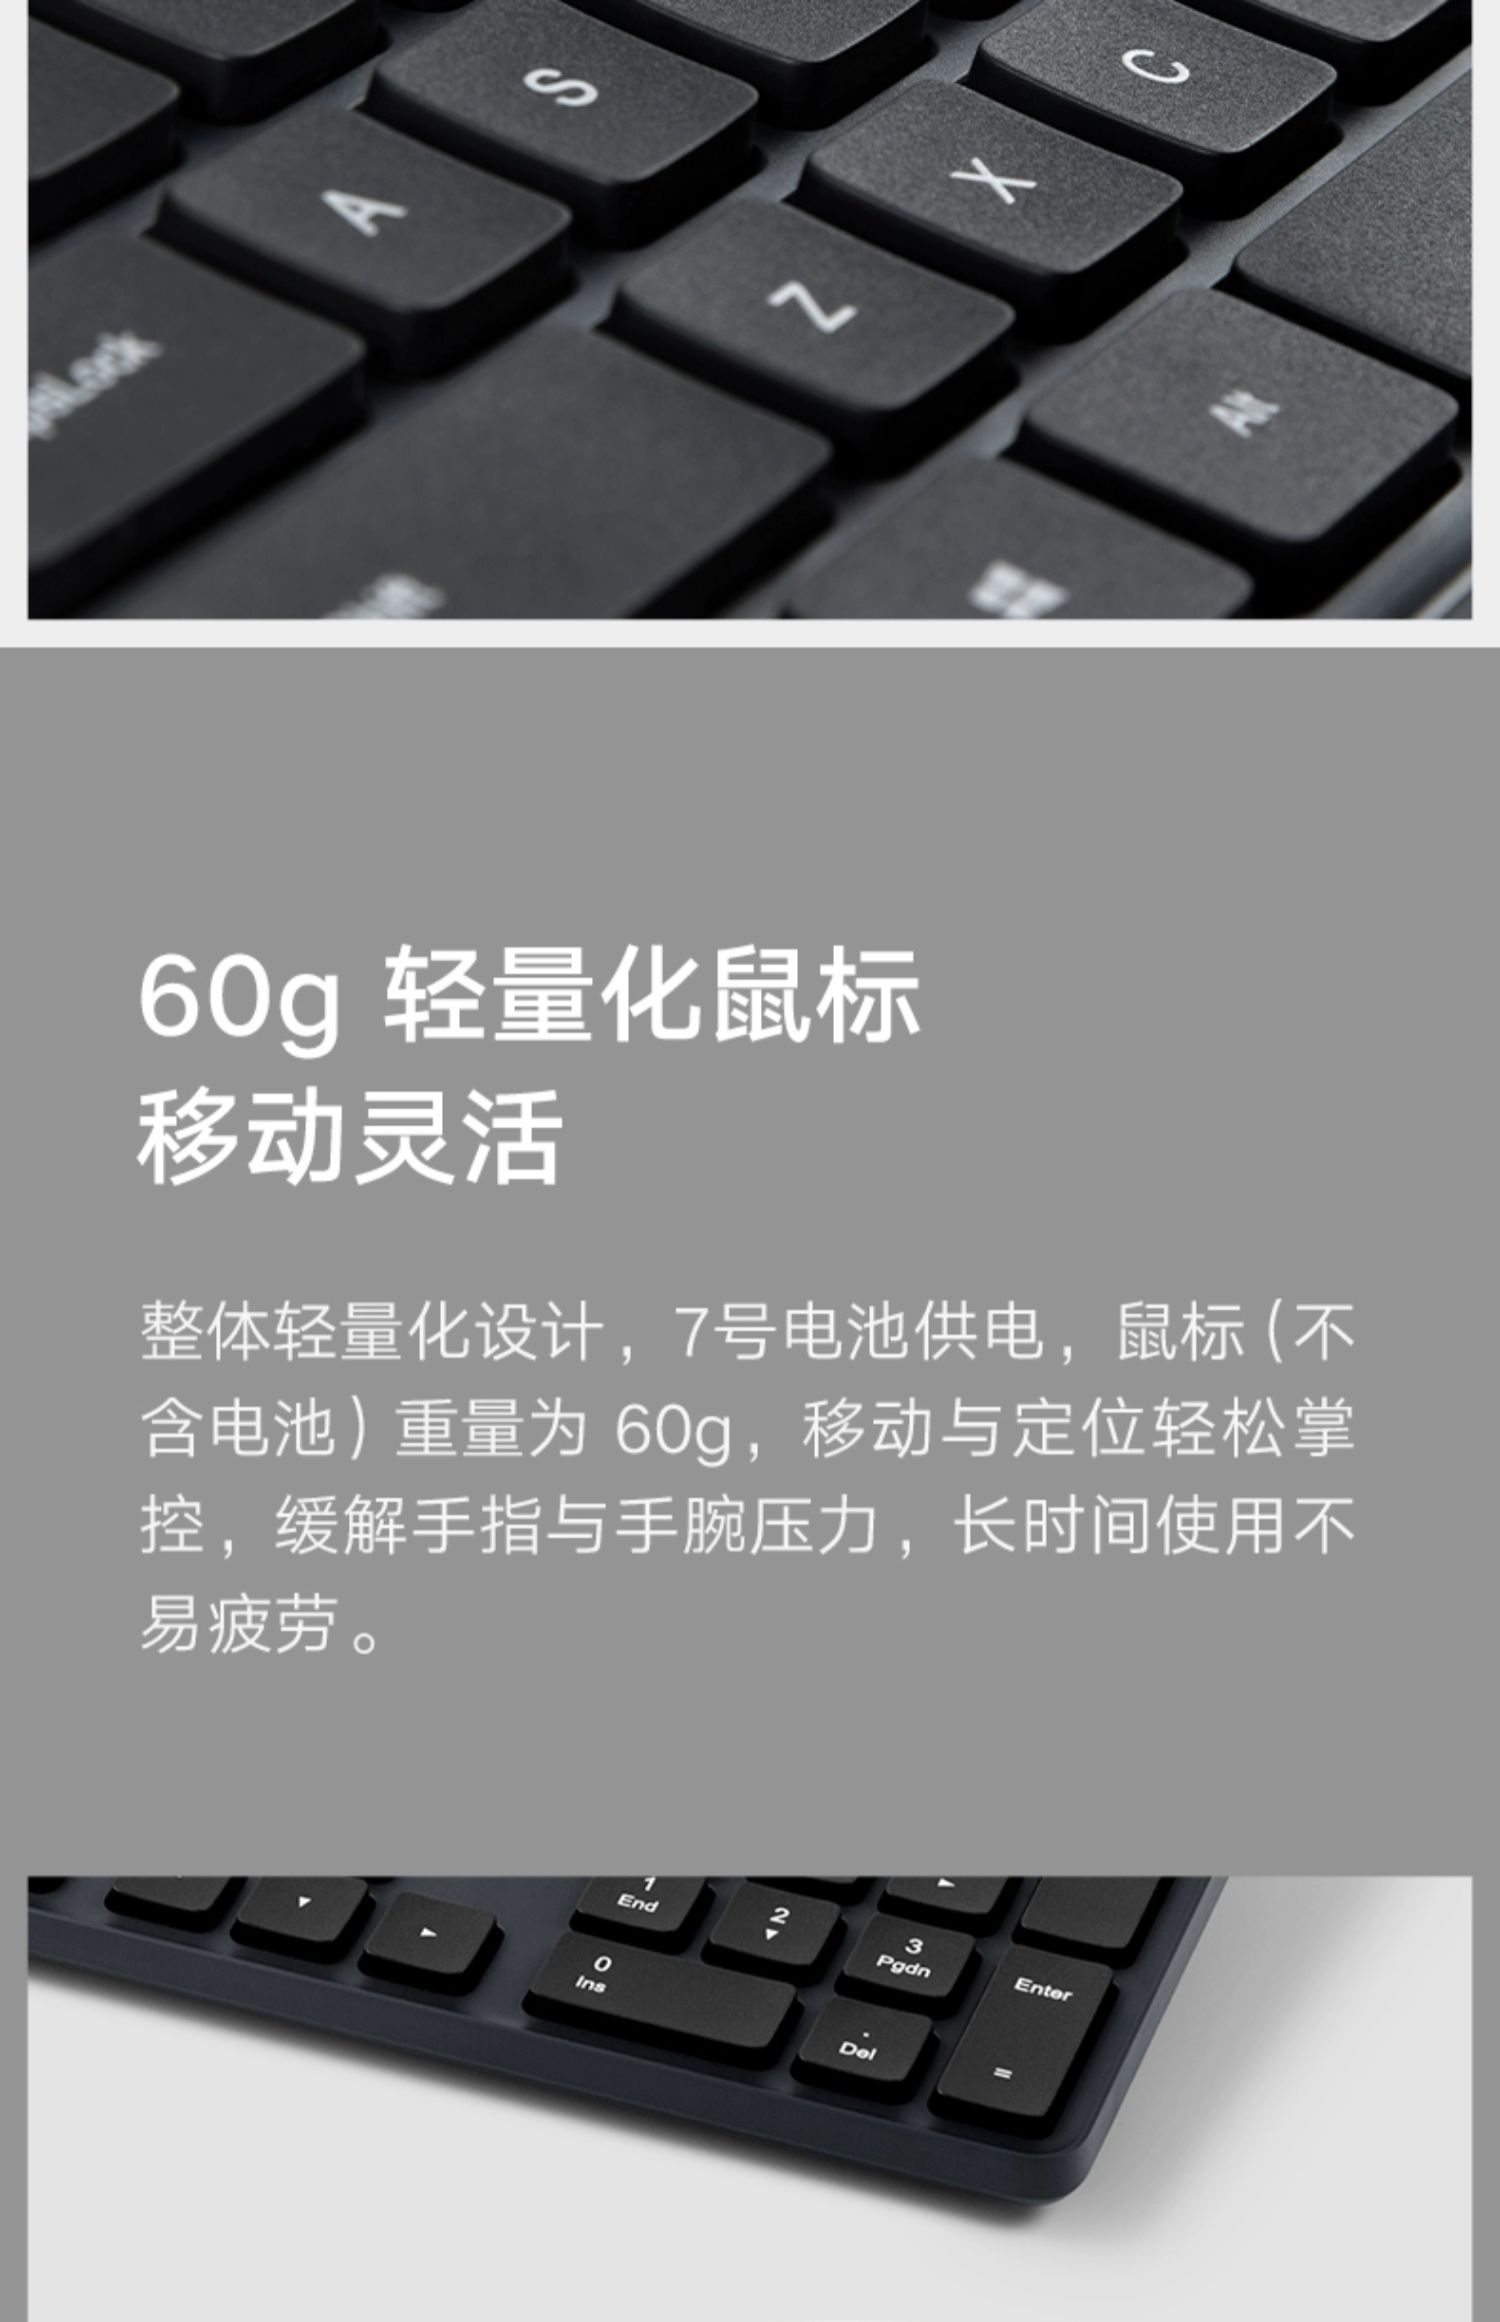 S
C
A
X
Z
Alt
60g 轻量化鼠标
移动灵活
整体轻量化设计，7号电池供电，鼠标(不
含电池)重量为 60g，移动与定位轻松掌
控，缓解手指与手腕压力，长时间使用不
易疲劳。
1
End
2
3
Pgdn
0
Ins
Enter
.
Del
=